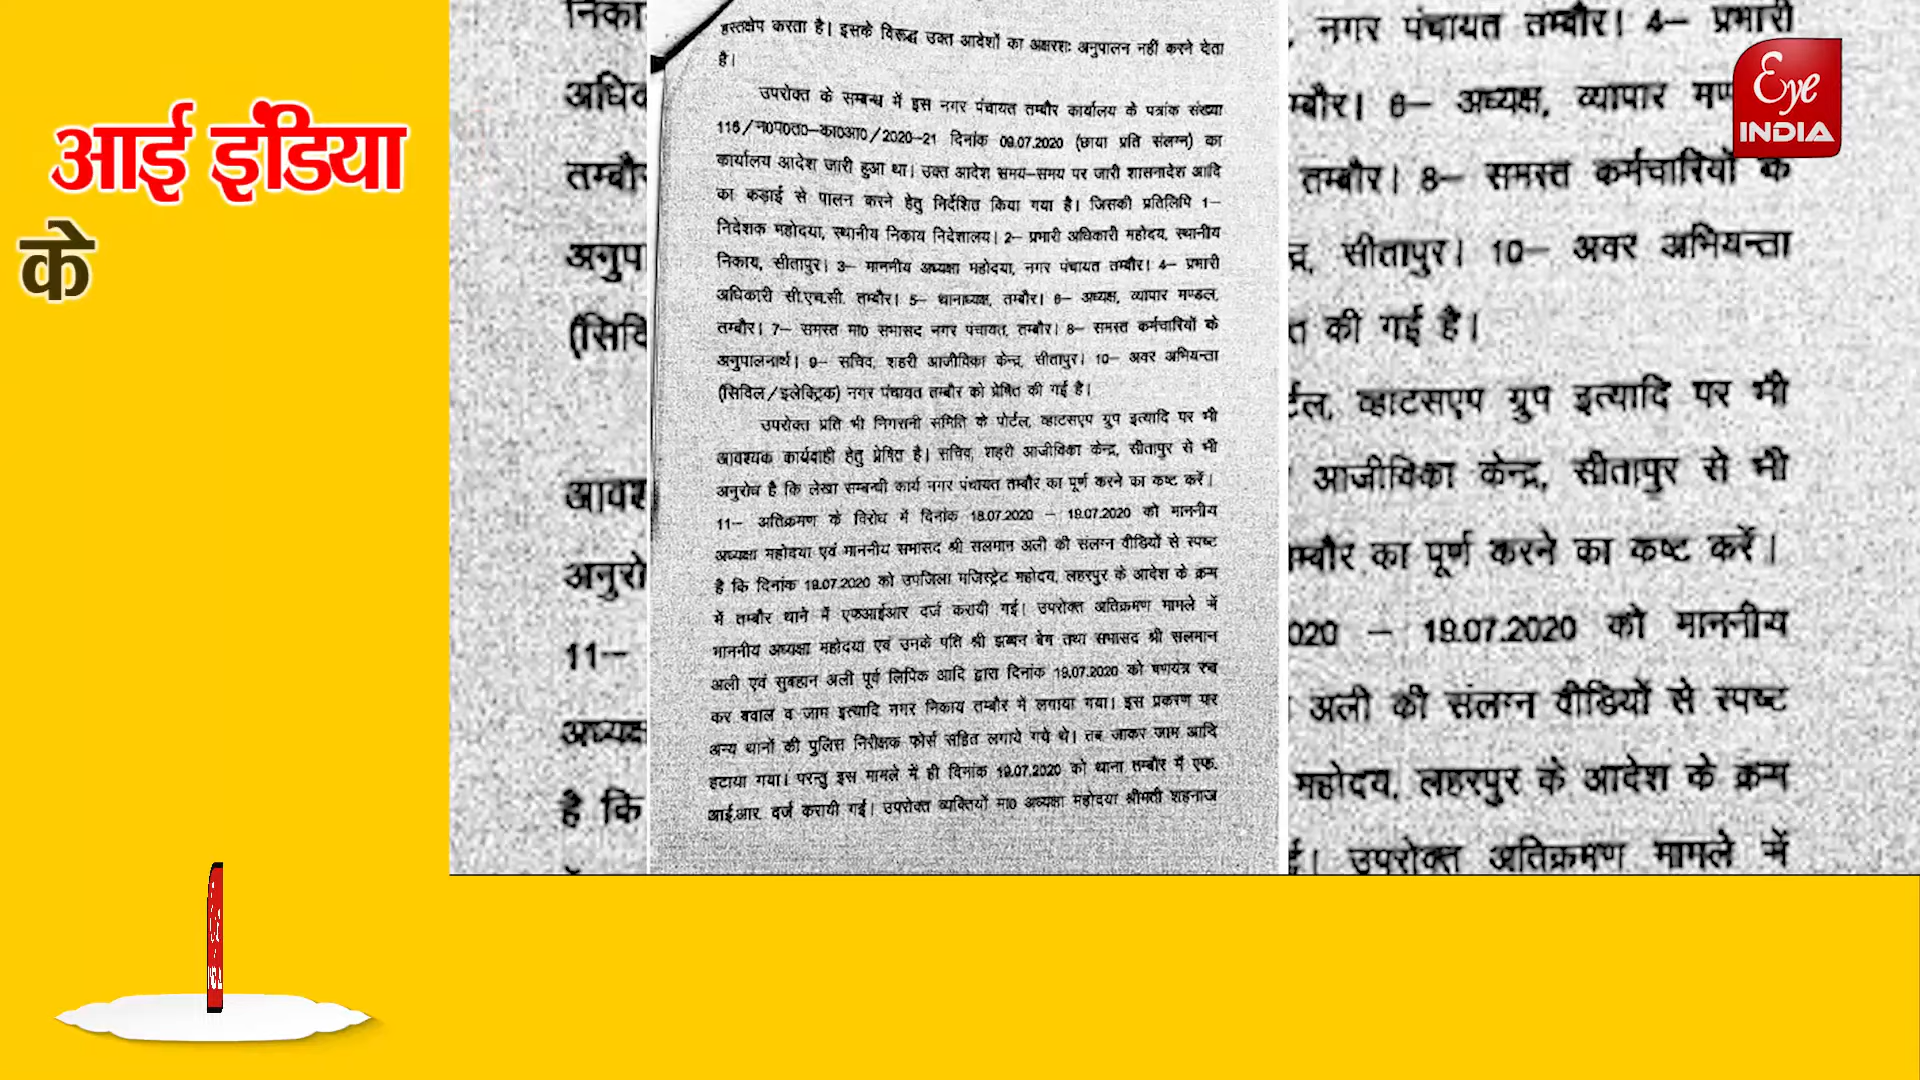 आई इंडिया
के
Eye
INDIA
हस्तक्षेप करता है। इसके विरूद्ध उक्त आदेशों का अक्षरशः अनुपालन नहीं करने देता
है।
उपरोक्त के सम्बन्ध में इस नगर पंचायत तम्बौर कार्यालय के पत्रांक संख्या
116/न0पं0त0-का0आ0/2020-21 दिनांक 09.07.2020 (छाया प्रति संलग्न) का
कार्यालय आदेश जारी हुआ था। उक्त आदेश समय-समय पर जारी शासनादेश आदि
का कड़ाई से पालन करने हेतु निर्देशित किया गया है। जिसकी प्रतिलिपि 1-
निदेशक महोदया, स्थानीय निकाय निदेशालय। 2- प्रभारी अधिकारी महोदय, स्थानीय
निकाय, सीतापुर। 3- माननीय अध्यक्षा महोदया, नगर पंचायत तम्बौर। 4- प्रभारी
अधिकारी सी.एच.सी. तम्बौर। 5- थानाध्यक्ष, तम्बौर। 6- अध्यक्ष, व्यापार मण्डल,
तम्बौर। 7- समस्त मा0 सभासद नगर पंचायत, तम्बौर। 8- समस्त कर्मचारियों के
अनुपालनार्थ। 9- सचिव, शहरी आजीविका केन्द्र, सीतापुर। 10- अवर अभियन्ता
(सिविल/इलेक्ट्रिक) नगर पंचायत तम्बौर को प्रेषित की गई है।
उपरोक्त प्रति भी निगरानी समिति के पोर्टल, व्हाटसएप ग्रुप इत्यादि पर भी
आवश्यक कार्यवाही हेतु प्रेषित है। सचिव, शहरी आजीविका केन्द्र, सीतापुर से भी
अनुरोध है कि लेखा सम्बन्धी कार्य नगर पंचायत तम्बौर का पूर्ण करने का कष्ट करें।
11- अतिक्रमण के विरोध में दिनांक 18.07.2020 - 19.07.2020 को माननीय
अध्यक्षा महोदया एवं माननीय सभासद श्री सलमान अली की संलग्न वीडियों से स्पष्ट
है कि दिनांक 19.07.2020 को उपजिला मजिस्ट्रेट महोदय, लहरपुर के आदेश के क्रम
में तम्बौर थाने में एफआईआर दर्ज करायी गई। उपरोक्त अतिक्रमण मामले में
माननीय अध्यक्षा महोदया एवं उनके पति श्री झब्बन बेग तथा सभासद श्री सलमान
अली एवं सुबहान अली पूर्व लिपिक आदि द्वारा दिनांक 19.07.2020 को षणयंत्र रच
कर बवाल व जाम इत्यादि नगर निकाय तम्बौर में लगाया गया। इस प्रकरण पर
अन्य थानों की पुलिस निरीक्षक फोर्स सहित लगाये गये थे। तब जाकर जाम आदि
हटाया गया। परन्तु इस मामले में ही दिनांक 19.07.2020 को थाना तम्बौर में एफ.
आई.आर. दर्ज करायी गई। उपरोक्त व्यक्तियों मा0 अध्यक्षा महोदया श्रीमती शहनाज